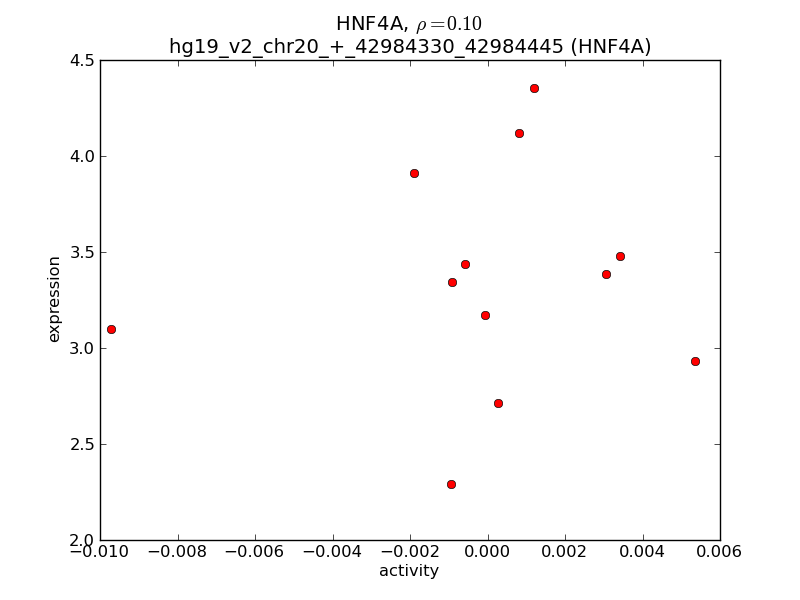 HNF4A, ρ=0.10
hg19_v2_chr20_+_42984330_42984445 (HNF4A)
4.5
4.0
3.5
3.0
2.5
2.0
expression
−0.010 −0.008 −0.006 −0.004 −0.002 0.000 0.002 0.004 0.006
activity